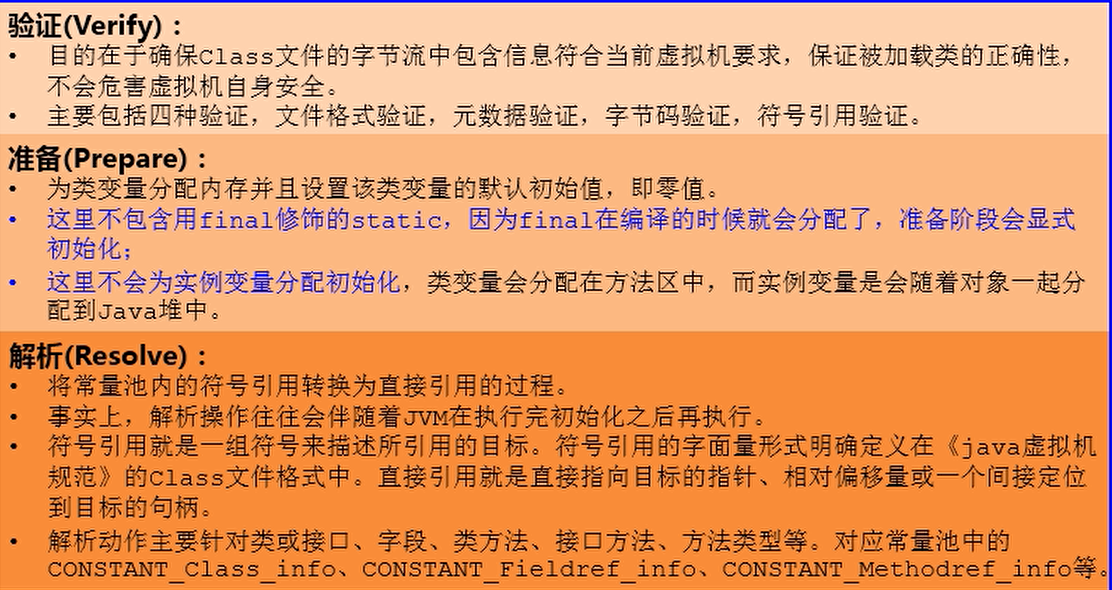 验证(Verify)：
• 目的在于确保Class文件的字节流中包含信息符合当前虚拟机要求，保证被加载类的正确性，
不会危害虚拟机自身安全。
• 主要包括四种验证，文件格式验证，元数据验证，字节码验证，符号引用验证。
准备(Prepare)：
• 为类变量分配内存并且设置该类变量的默认初始值，即零值。
• 这里不包含用final修饰的static，因为final在编译的时候就会分配了，准备阶段会显式
初始化；
• 这里不会为实例变量分配初始化，类变量会分配在方法区中，而实例变量是会随着对象一起分
配到Java堆中。
解析(Resolve)：
• 将常量池内的符号引用转换为直接引用的过程。
• 事实上，解析操作往往会伴随着JVM在执行完初始化之后再执行。
• 符号引用就是一组符号来描述所引用的目标。符号引用的字面量形式明确定义在《java虚拟机
规范》的Class文件格式中。直接引用就是直接指向目标的指针、相对偏移量或一个间接定位
到目标的句柄。
• 解析动作主要针对类或接口、字段、类方法、接口方法、方法类型等。对应常量池中的
CONSTANT_Class_info、CONSTANT_Fieldref_info、CONSTANT_Methodref_info等。